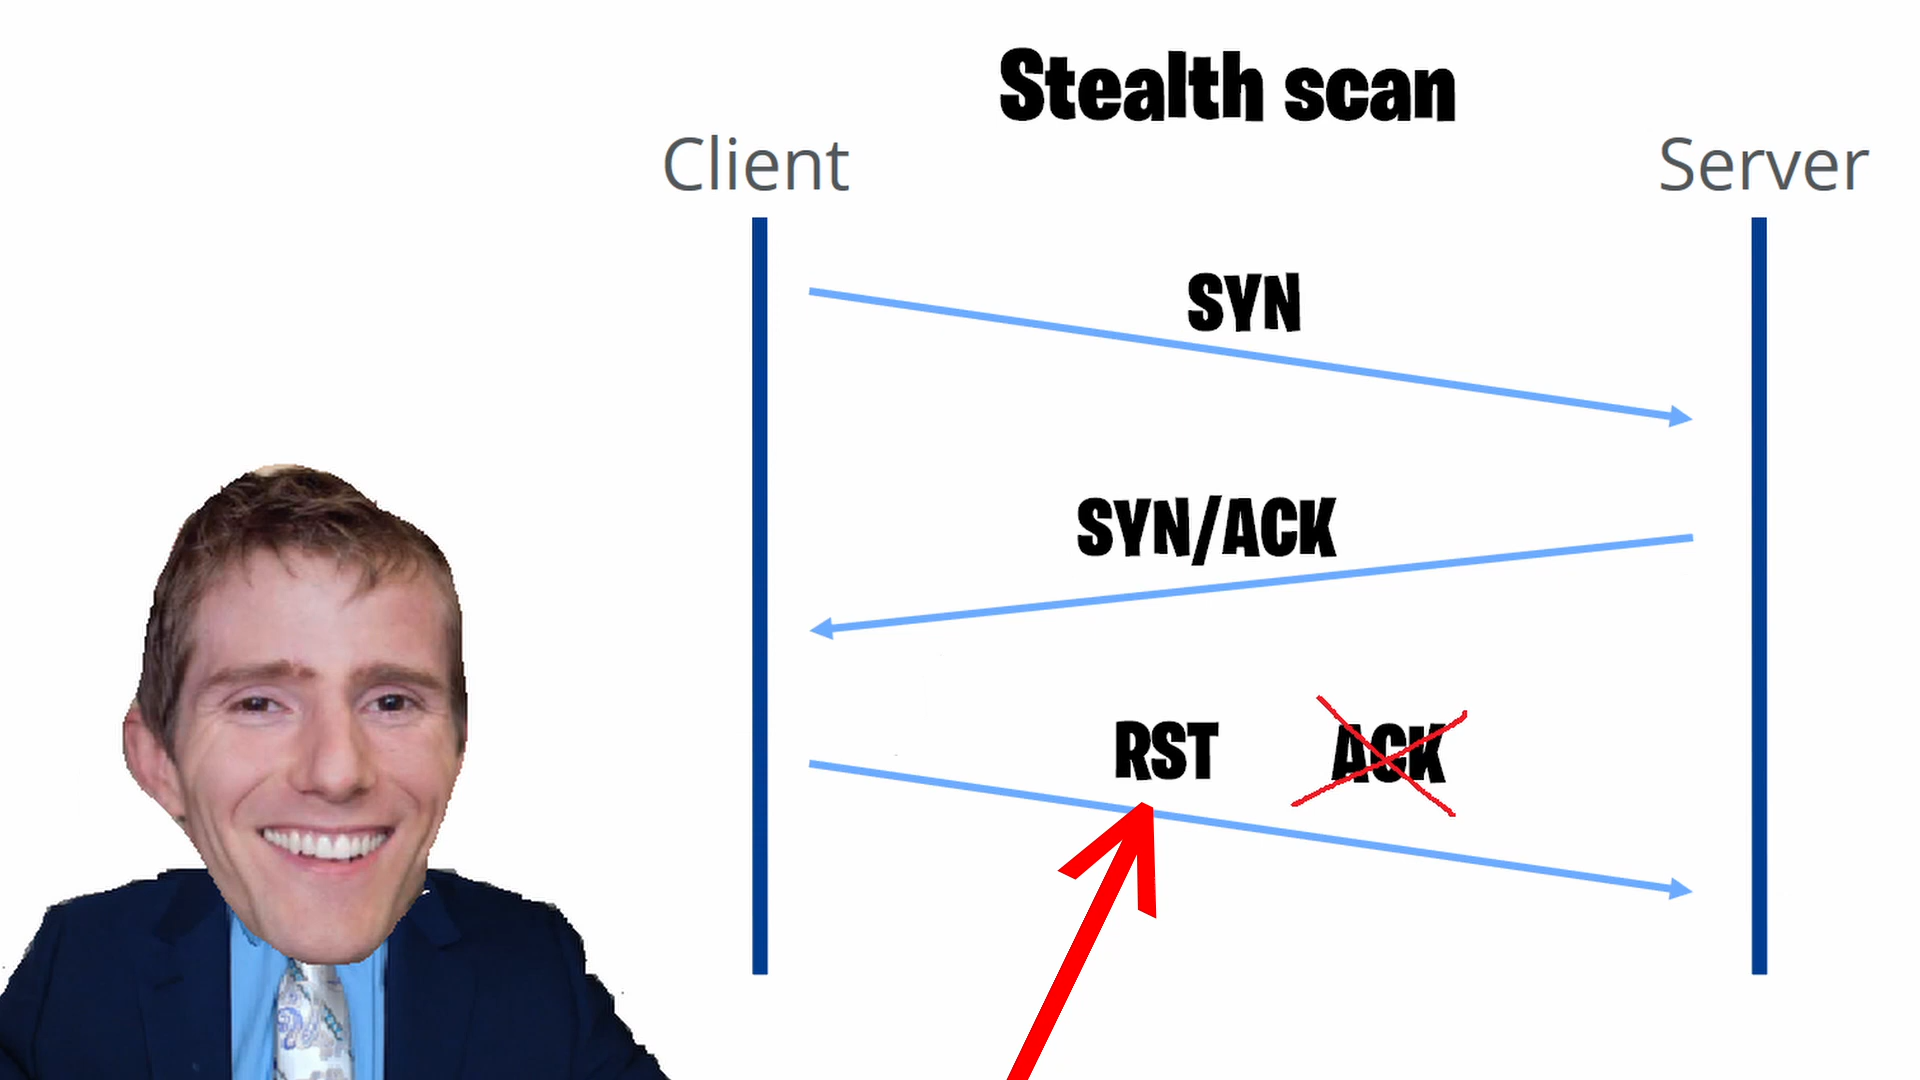 Stealth scan
Client
Server
SYN
SYN/ACK
RST ACK